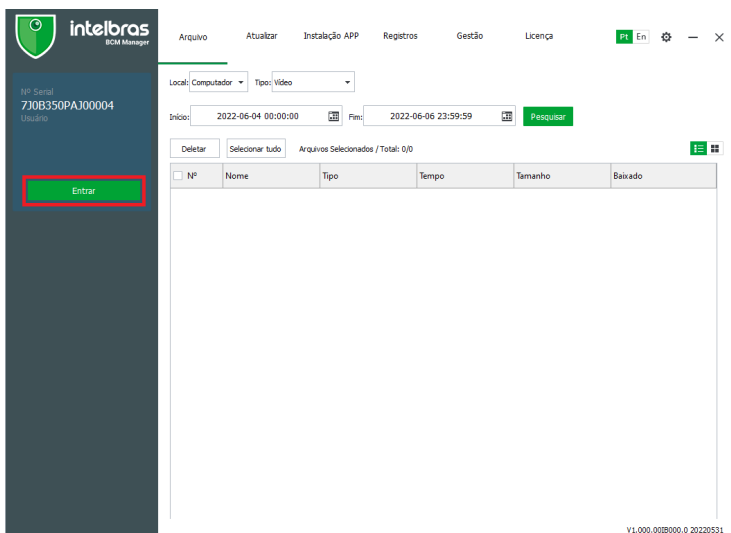 intelbras
BCM Manager
Arquivo Atualizar Instalação APP Registros Gestão Licença Pt En
Local: Computador Tipo: Vídeo
Nº Serial
7J0B350PAJ00004
Usuário
Início: 2022-06-04 00:00:00 Fim: 2022-06-06 23:59:59 Pesquisar
Deletar Selecionar tudo Arquivos Selecionados / Total: 0/0
Nº Nome Tipo Tempo Tamanho Baixado
Entrar
V1.000.00IB000.0 20220531